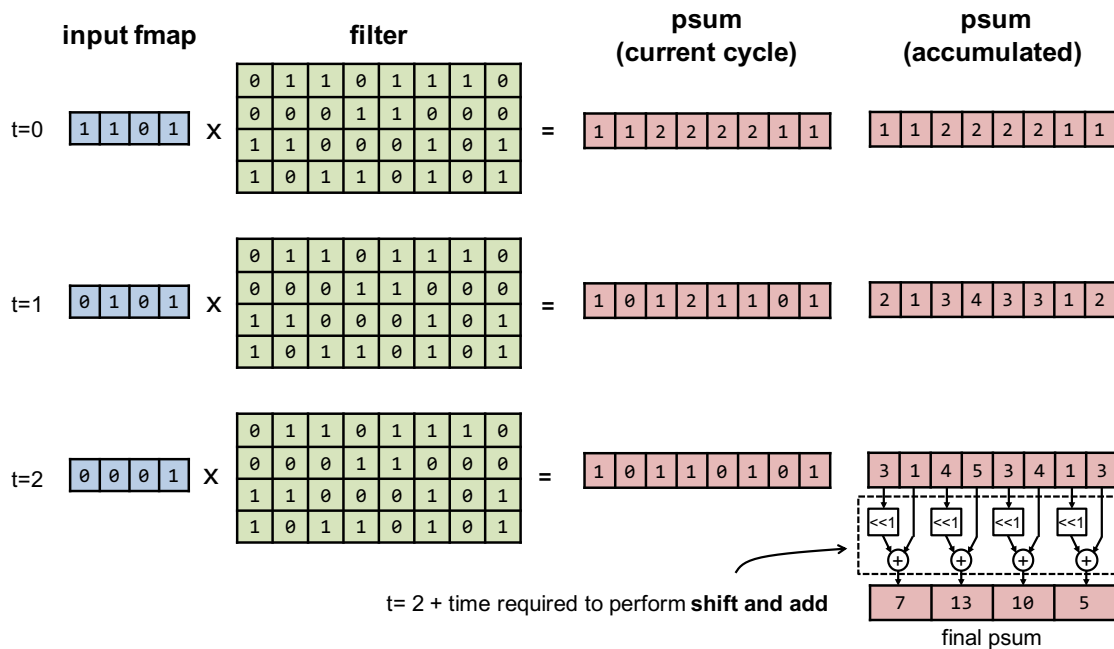 input fmap filter psum (current cycle) psum (accumulated)
0 1 1 0 1 1 1 0
t=0 1 1 0 1 X 0 0 0 1 1 0 0 0 = 1 1 2 2 2 2 1 1 1 1 2 2 2 2 1 1
1 1 0 0 0 1 0 1
1 0 1 1 0 1 0 1
0 1 1 0 1 1 1 0
t=1 0 1 0 1 X 0 0 0 1 1 0 0 0 = 1 0 1 2 1 1 0 1 2 1 3 4 3 3 1 2
1 1 0 0 0 1 0 1
1 0 1 1 0 1 0 1
0 1 1 0 1 1 1 0
t=2 0 0 0 1 X 0 0 0 1 1 0 0 0 = 1 0 1 1 0 1 0 1 3 1 4 5 3 4 1 3
1 1 0 0 0 1 0 1
1 0 1 1 0 1 0 1
<<1 <<1 <<1 <<1
+ + + +
t= 2 + time required to perform shift and add
7 13 10 5
final psum